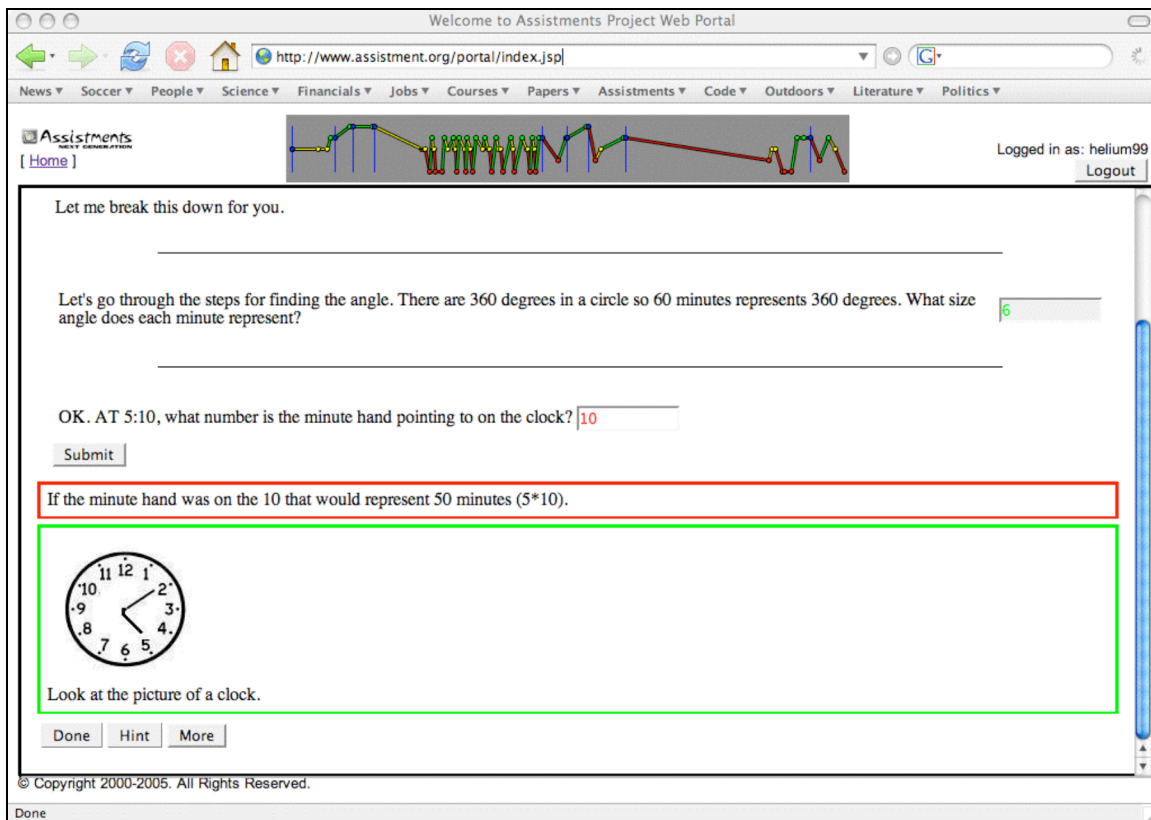 Welcome to Assistments Project Web Portal
http://www.assistment.org/portal/index.jsp
G
News Soccer People Science Financials Jobs Courses Papers Assistments Code Outdoors Literature Politics
Assistments
NEXT GENERATION
[ Home ]
Logged in as: helium99
Logout
Let me break this down for you.
Let's go through the steps for finding the angle. There are 360 degrees in a circle so 60 minutes represents 360 degrees. What size
angle does each minute represent?
6
OK. AT 5:10, what number is the minute hand pointing to on the clock? 10
Submit
If the minute hand was on the 10 that would represent 50 minutes (5*10).
11 12 1
10 2
9 3
8 4
7 6 5
Look at the picture of a clock.
Done Hint More
© Copyright 2000-2005. All Rights Reserved.
Done